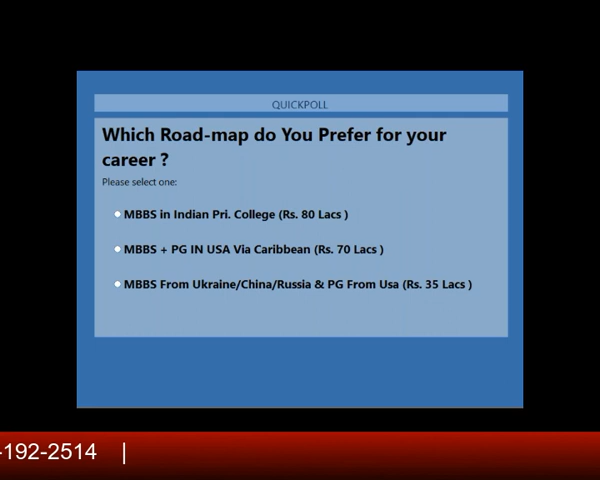 QUICKPOLL
Which Road-map do You Prefer for your
career ?
Please select one:
MBBS in Indian Pri. College (Rs. 80 Lacs )
MBBS + PG IN USA Via Caribbean (Rs. 70 Lacs )
MBBS From Ukraine/China/Russia & PG From Usa (Rs. 35 Lacs )
-192-2514 |